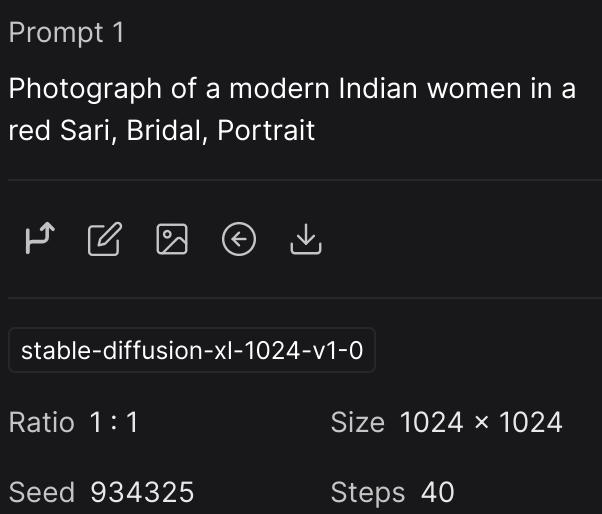 Prompt 1
Photograph of a modern Indian women in a
red Sari, Bridal, Portrait
stable-diffusion-xl-1024-v1-0
Ratio 1 : 1 Size 1024 × 1024
Seed 934325 Steps 40